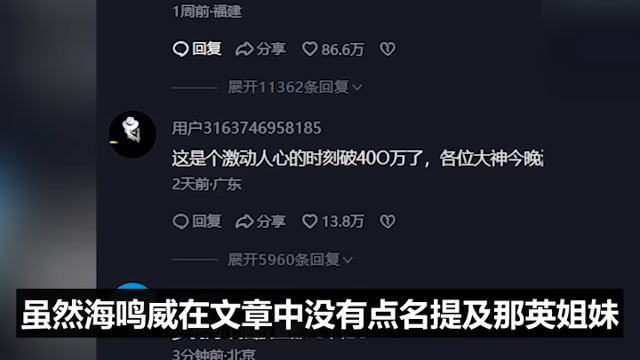 1周前·福建
回复 分享 86.6万
展开11362条回复
用户3163746958185
这是个激动人心的时刻破40O万了，各位大神今晚
2天前·广东
回复 分享 13.8万
展开5960条回复
虽然海鸣威在文章中没有点名提及那英姐妹
3分钟前·北京